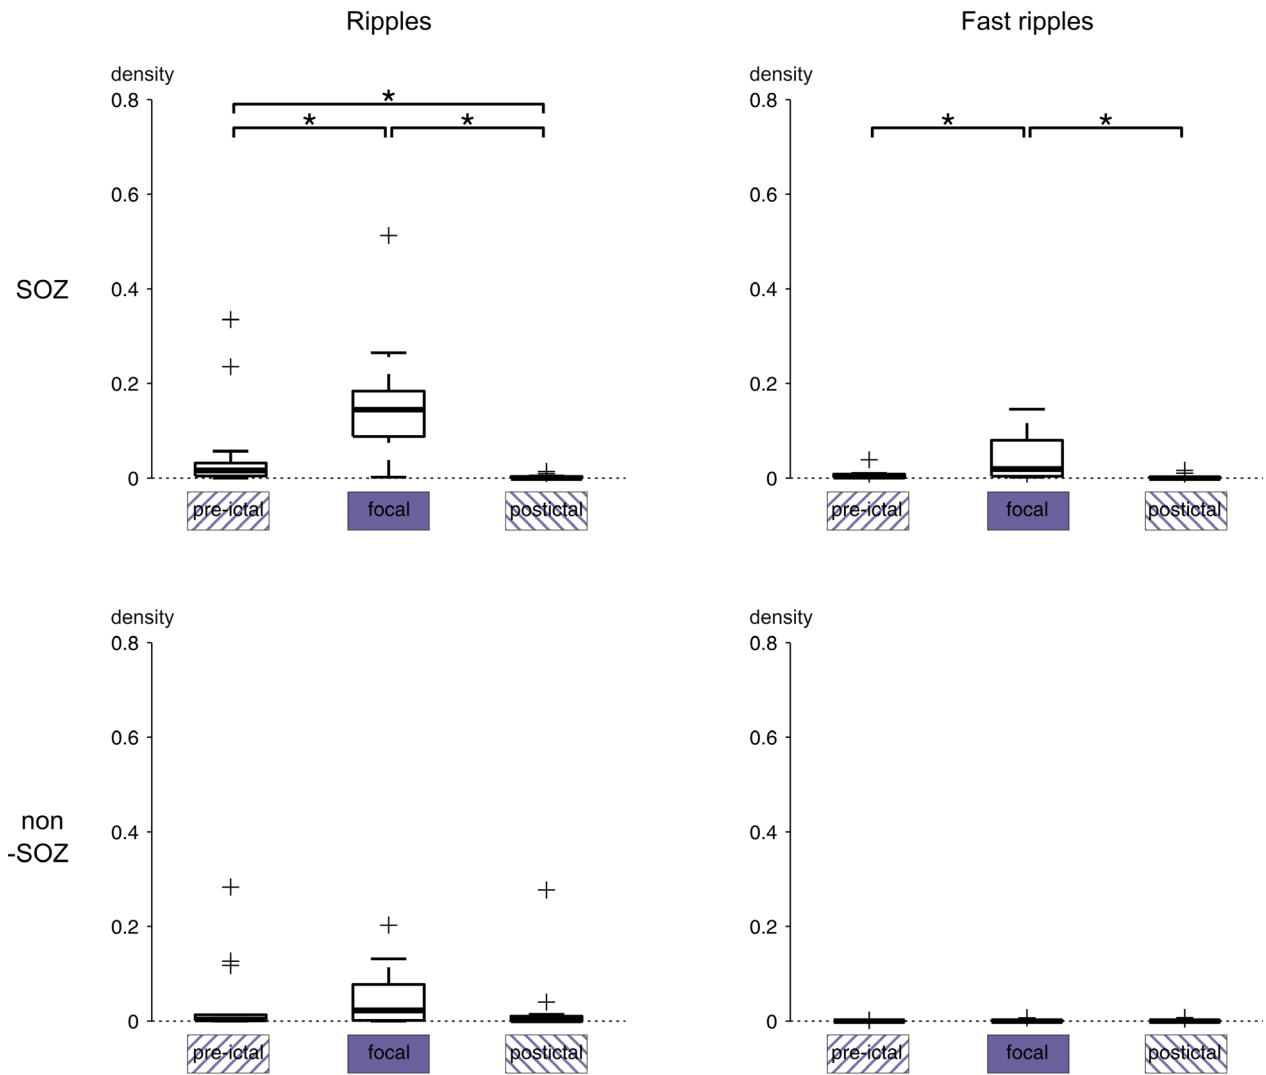 Ripples
Fast ripples
density
density
0.8
*
*
*
0.8
*
*
0.6
0.6
SOZ
0.4
0.4
0.2
0.2
0
0
pre-ictal
focal
postictal
pre-ictal
focal
postictal
density
density
0.8
0.8
0.6
0.6
non
-SOZ
0.4
0.4
0.2
0.2
0
0
pre-ictal
focal
postictal
pre-ictal
focal
postictal